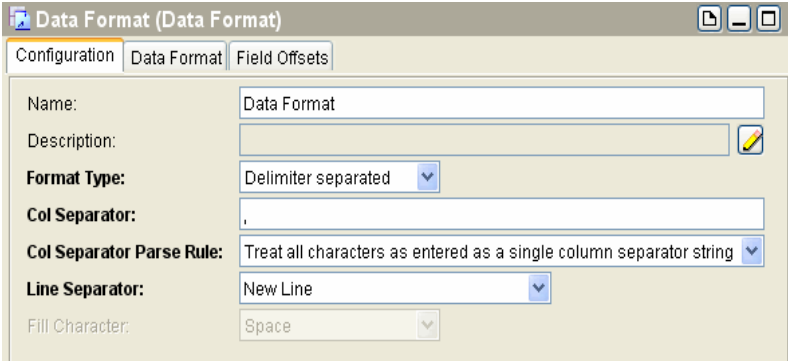 Data Format (Data Format)
Configuration Data Format Field Offsets
Name: Data Format
Description:
Format Type: Delimiter separated
Col Separator: ,
Col Separator Parse Rule: Treat all characters as entered as a single column separator string
Line Separator: New Line
Fill Character: Space